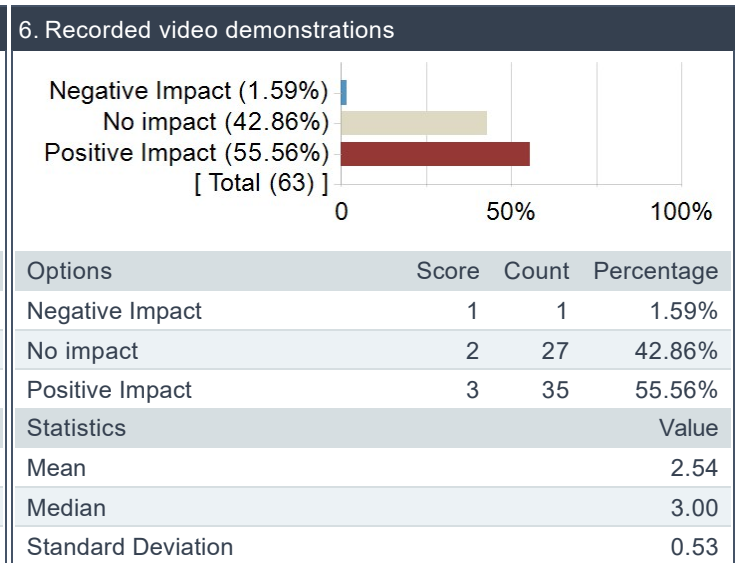 6. Recorded video demonstrations
Negative Impact (1.59%)
No impact (42.86%)
Positive Impact (55.56%)
[ Total (63) ]
0 50% 100%
Options Score Count Percentage
Negative Impact 1 1 1.59%
No impact 2 27 42.86%
Positive Impact 3 35 55.56%
Statistics Value
Mean 2.54
Median 3.00
Standard Deviation 0.53